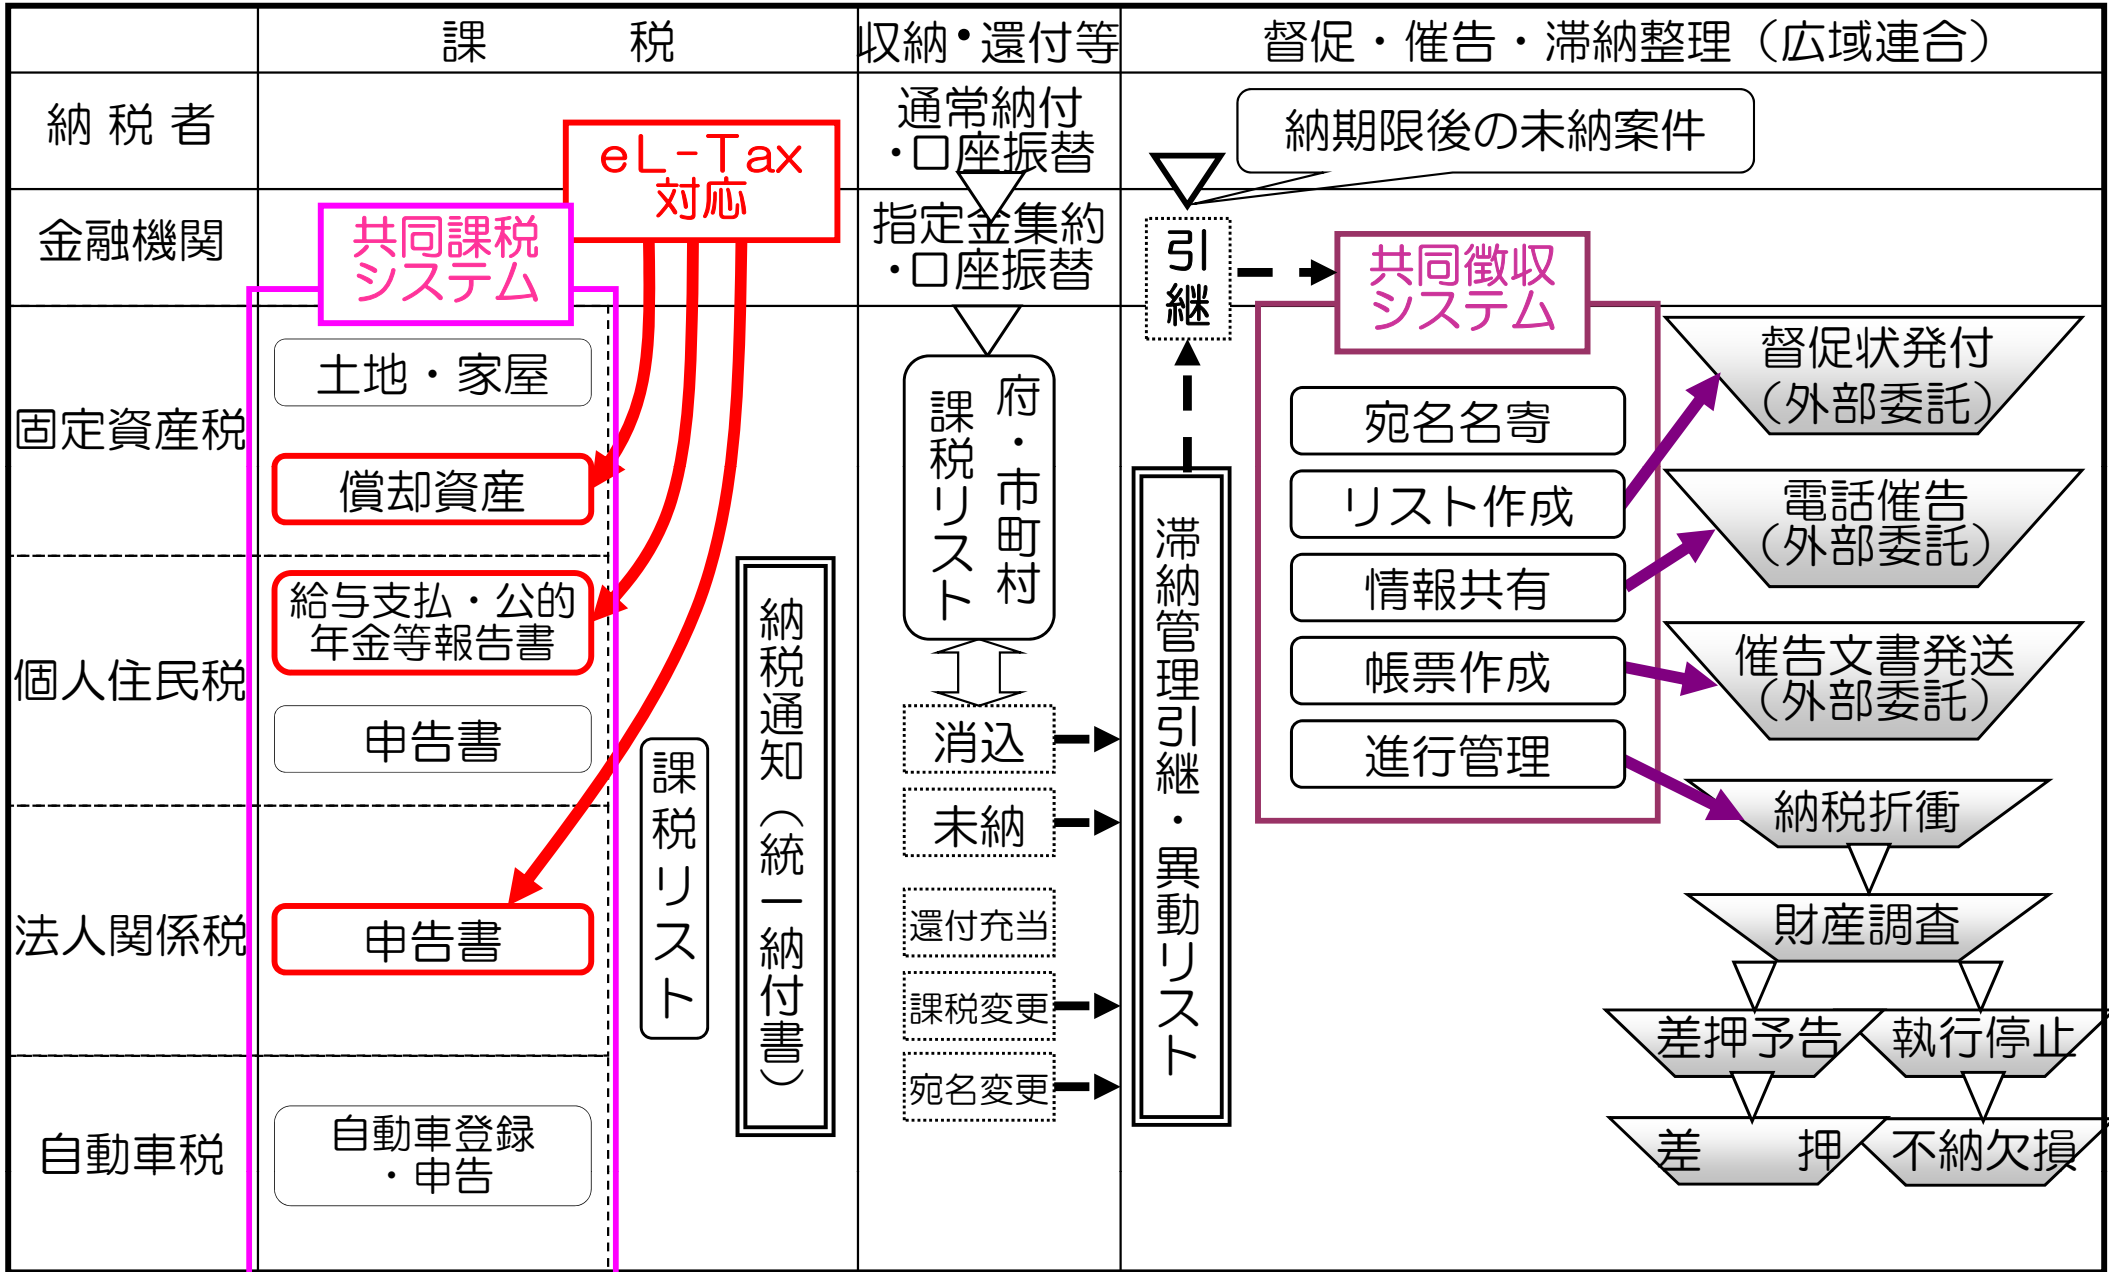 課　　　税
収納・還付等
督促・催告・滞納整理（広域連合）
納税者
通常納付
・口座振替
納期限後の未納案件
eL-Tax
対応
金融機関
共同課税
システム
指定金集約
・口座振替
引継
共同徴収
システム
固定資産税
土地・家屋
償却資産
個人住民税
給与支払・公的
年金等報告書
申告書
法人関係税
申告書
自動車税
自動車登録
・申告
課税リスト
納税通知（統一納付書）
府・市町村
課税リスト
消込
未納
還付充当
課税変更
宛名変更
滞納管理引継・異動リスト
宛名名寄
リスト作成
情報共有
帳票作成
進行管理
督促状発付
（外部委託）
電話催告
（外部委託）
催告文書発送
（外部委託）
納税折衝
財産調査
差押予告
執行停止
差　　押
不納欠損